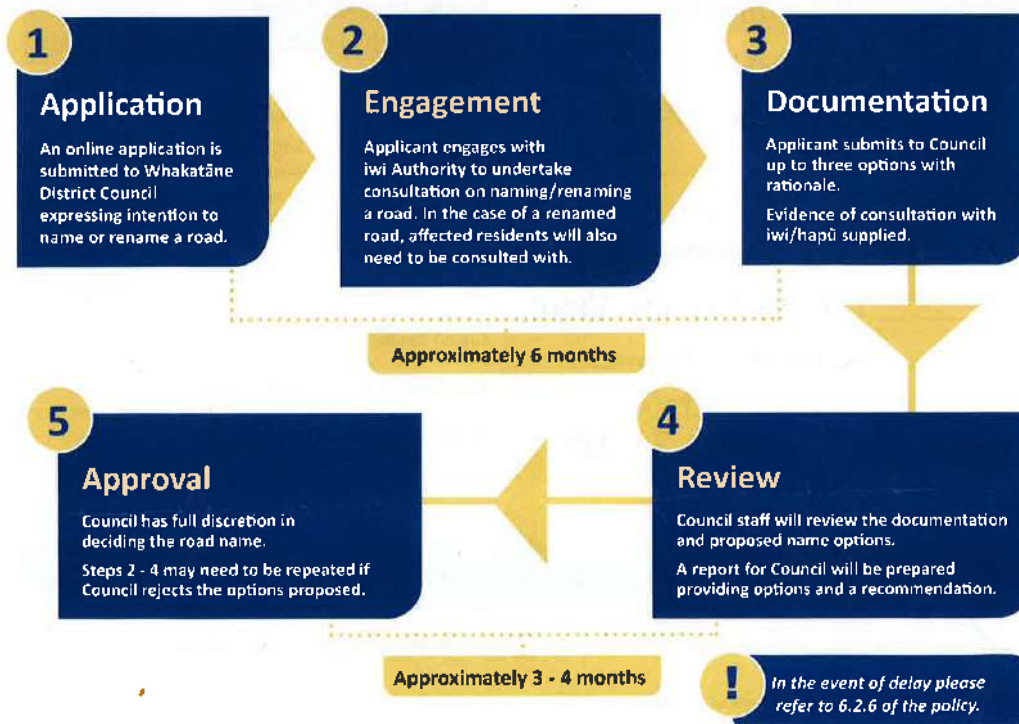 1
Application
An online application is
submitted to Whakatāne
District Council
expressing intention to
name or rename a road.
2
Engagement
Applicant engages with
iwi Authority to undertake
consultation on naming/renaming
a road. In the case of a renamed
road, affected residents will also
need to be consulted with.
3
Documentation
Applicant submits to Council
up to three options with
rationale.
Evidence of consultation with
iwi/hapū supplied.
Approximately 6 months
4
Review
Council staff will review the documentation
and proposed name options.
A report for Council will be prepared
providing options and a recommendation.
5
Approval
Council has full discretion in
deciding the road name.
Steps 2 - 4 may need to be repeated if
Council rejects the options proposed.
Approximately 3 - 4 months
!
In the event of delay please
refer to 6.2.6 of the policy.